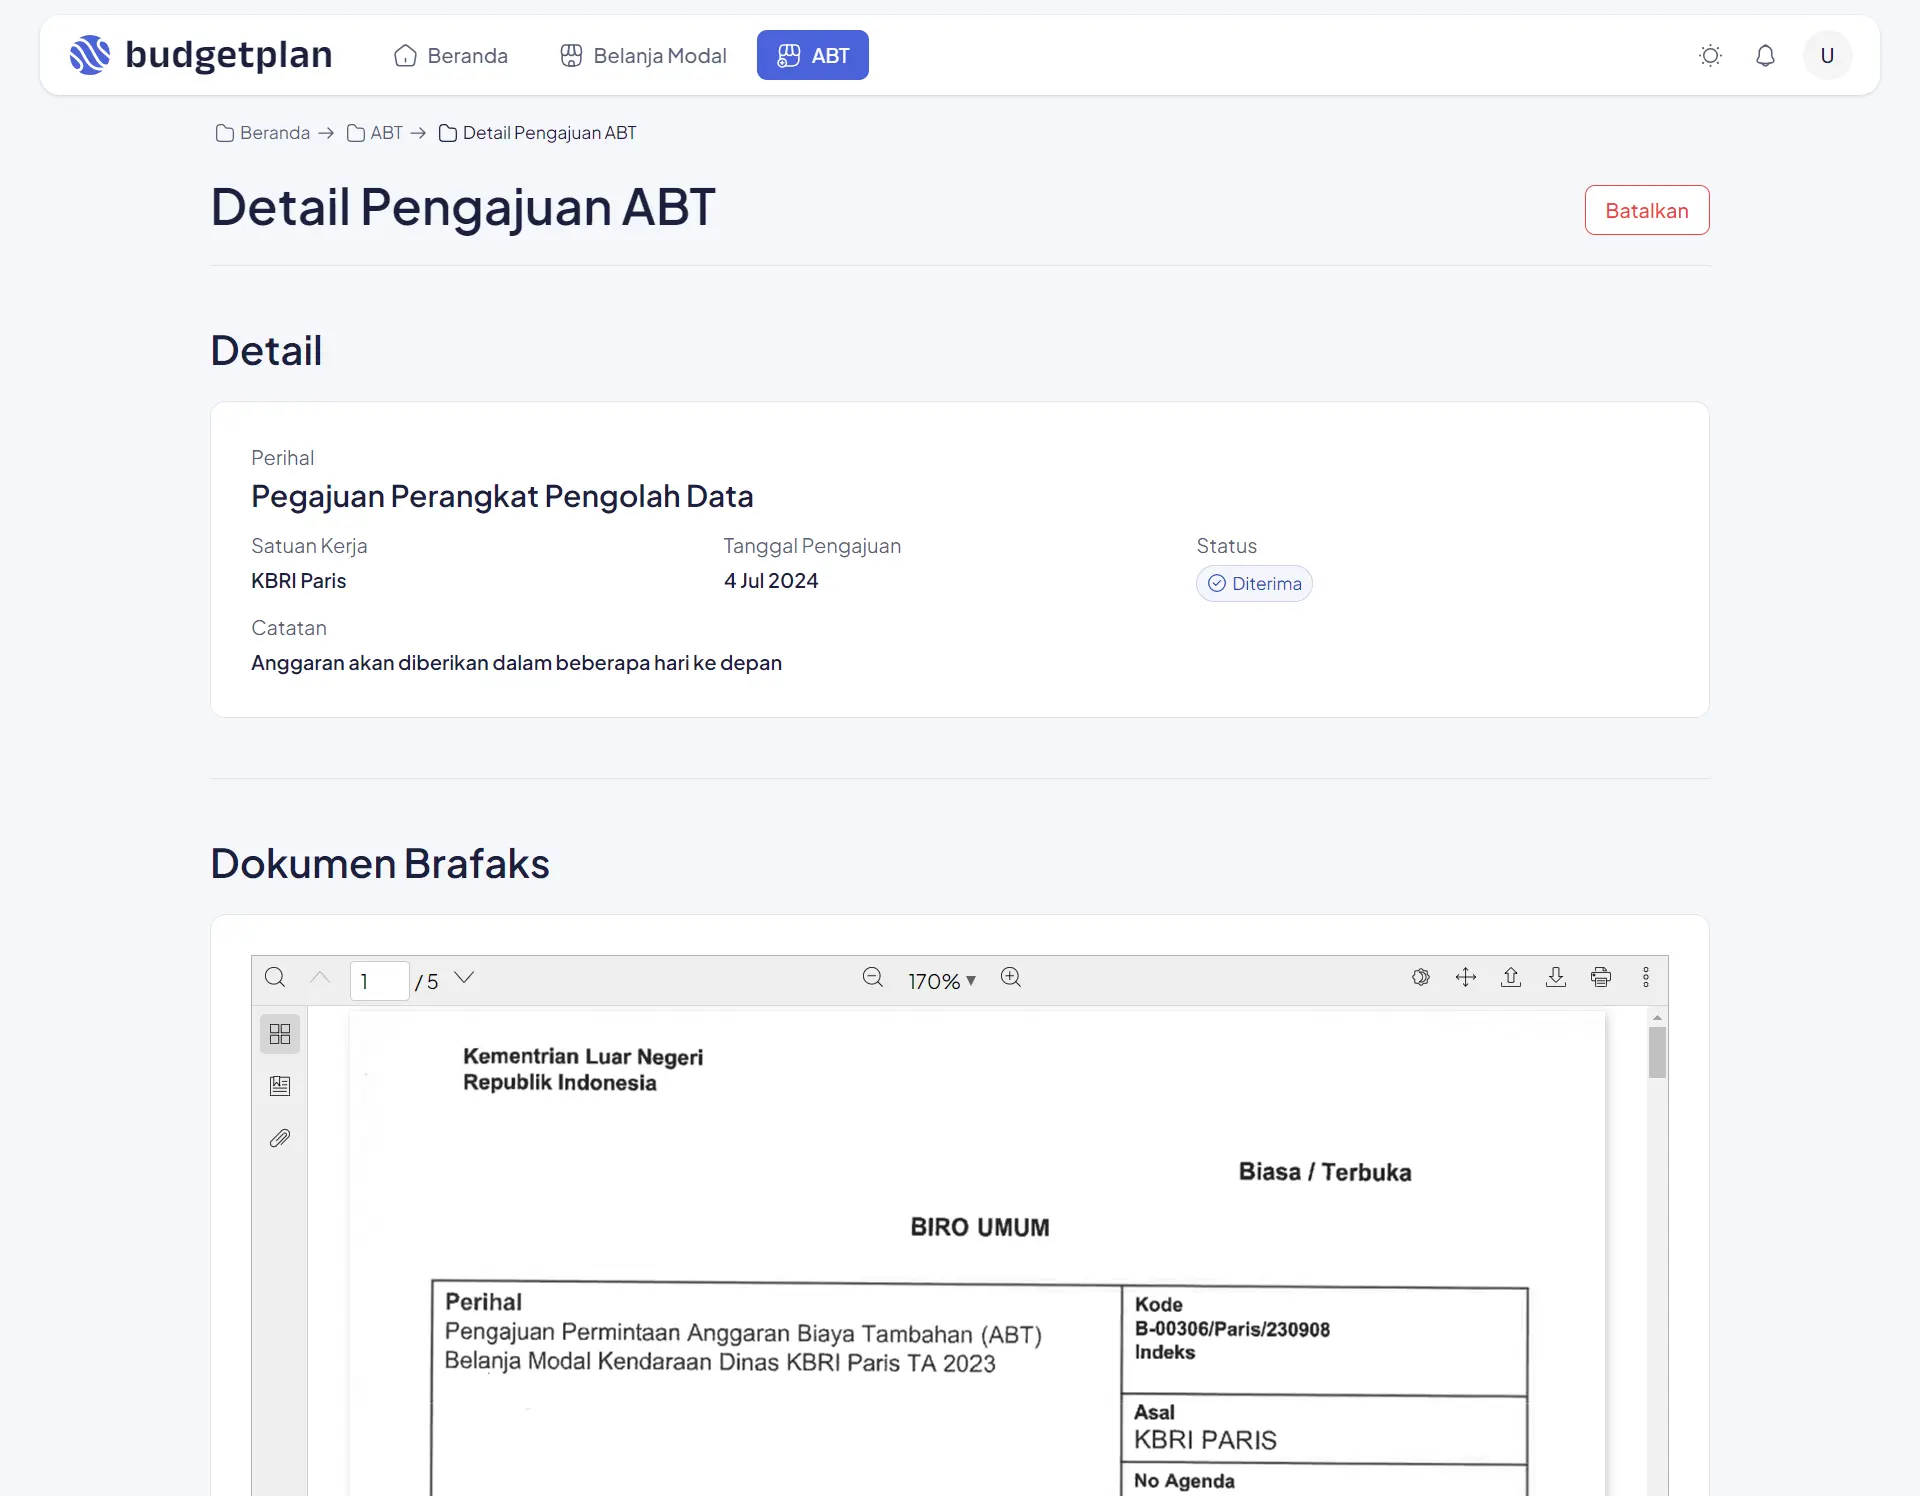 budgetplan
Beranda
Belanja Modal
ABT
U
Beranda → ABT → Detail Pengajuan ABT
Detail Pengajuan ABT
Batalkan
Detail
Perihal
Pegajuan Perangkat Pengolah Data
Satuan Kerja
Tanggal Pengajuan
Status
KBRI Paris
4 Jul 2024
Diterima
Catatan
Anggaran akan diberikan dalam beberapa hari ke depan
Dokumen Brafaks
1 / 5
170%
Kementrian Luar Negeri
Republik Indonesia
Biasa / Terbuka
BIRO UMUM
Perihal
Pengajuan Permintaan Anggaran Biaya Tambahan (ABT)
Belanja Modal Kendaraan Dinas KBRI Paris TA 2023
Kode
B-00306/Paris/230908
Indeks
Asal
KBRI PARIS
No Agenda